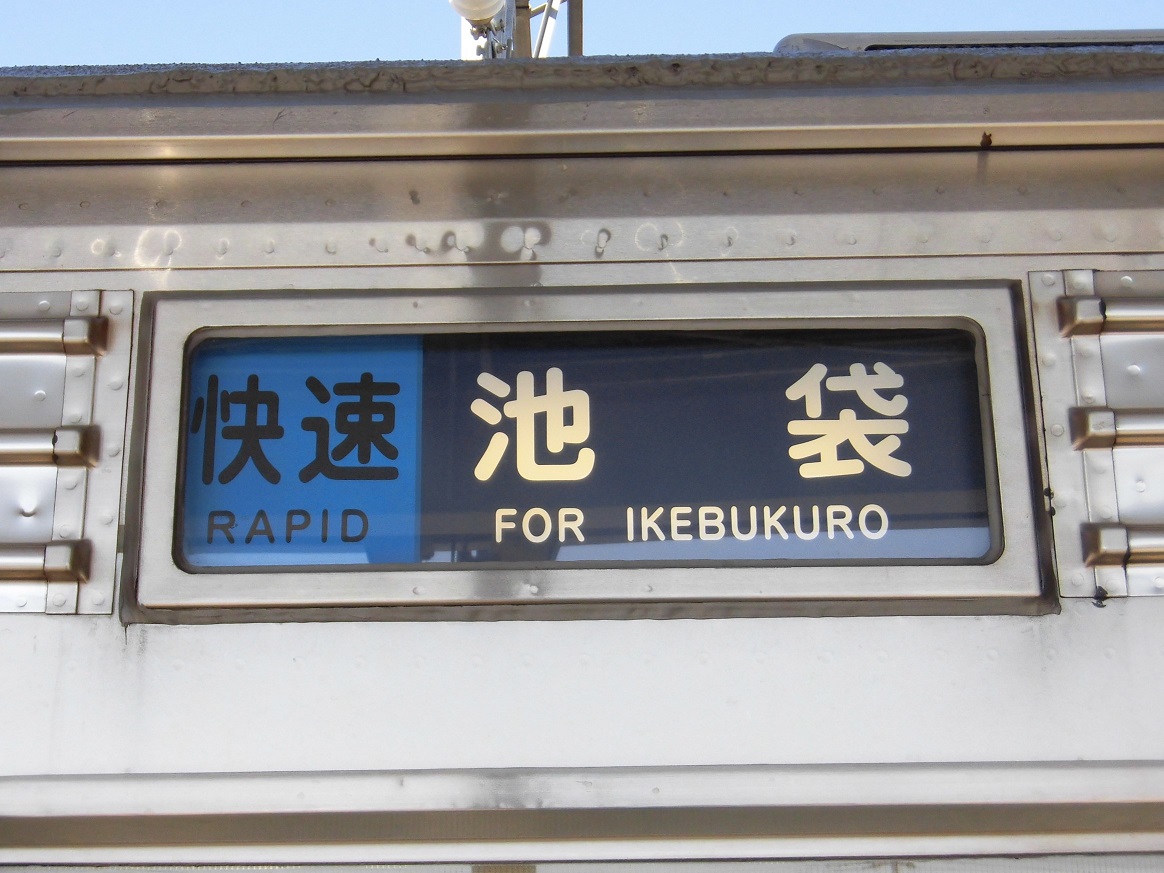 快速 池袋
RAPID FOR IKEBUKURO